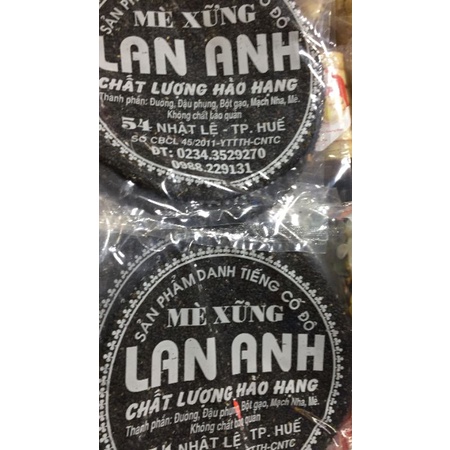 SẢN PHẨM DANH TIẾNG CỐ ĐÔ
MÈ XỮNG
LAN ANH
CHẤT LƯỢNG HẢO HẠNG
Thành phần: Đường, Đậu phụng, Bột gạo, Mạch Nha, Mè.
Không chất bảo quản
54 NHẬT LỆ - TP. HUẾ
SỐ CBCL 45/2011-YTTTH-CNTC
ĐT: 0234.3529270
0988.229131
SẢN PHẨM DANH TIẾNG CỐ ĐÔ
MÈ XỮNG
LAN ANH
CHẤT LƯỢNG HẢO HẠNG
Thành phần: Đường, Đậu phụng, Bột gạo, Mạch Nha, Mè.
Không chất bảo quản
54 NHẬT LỆ - TP. HUẾ
YTTTH-CNTC